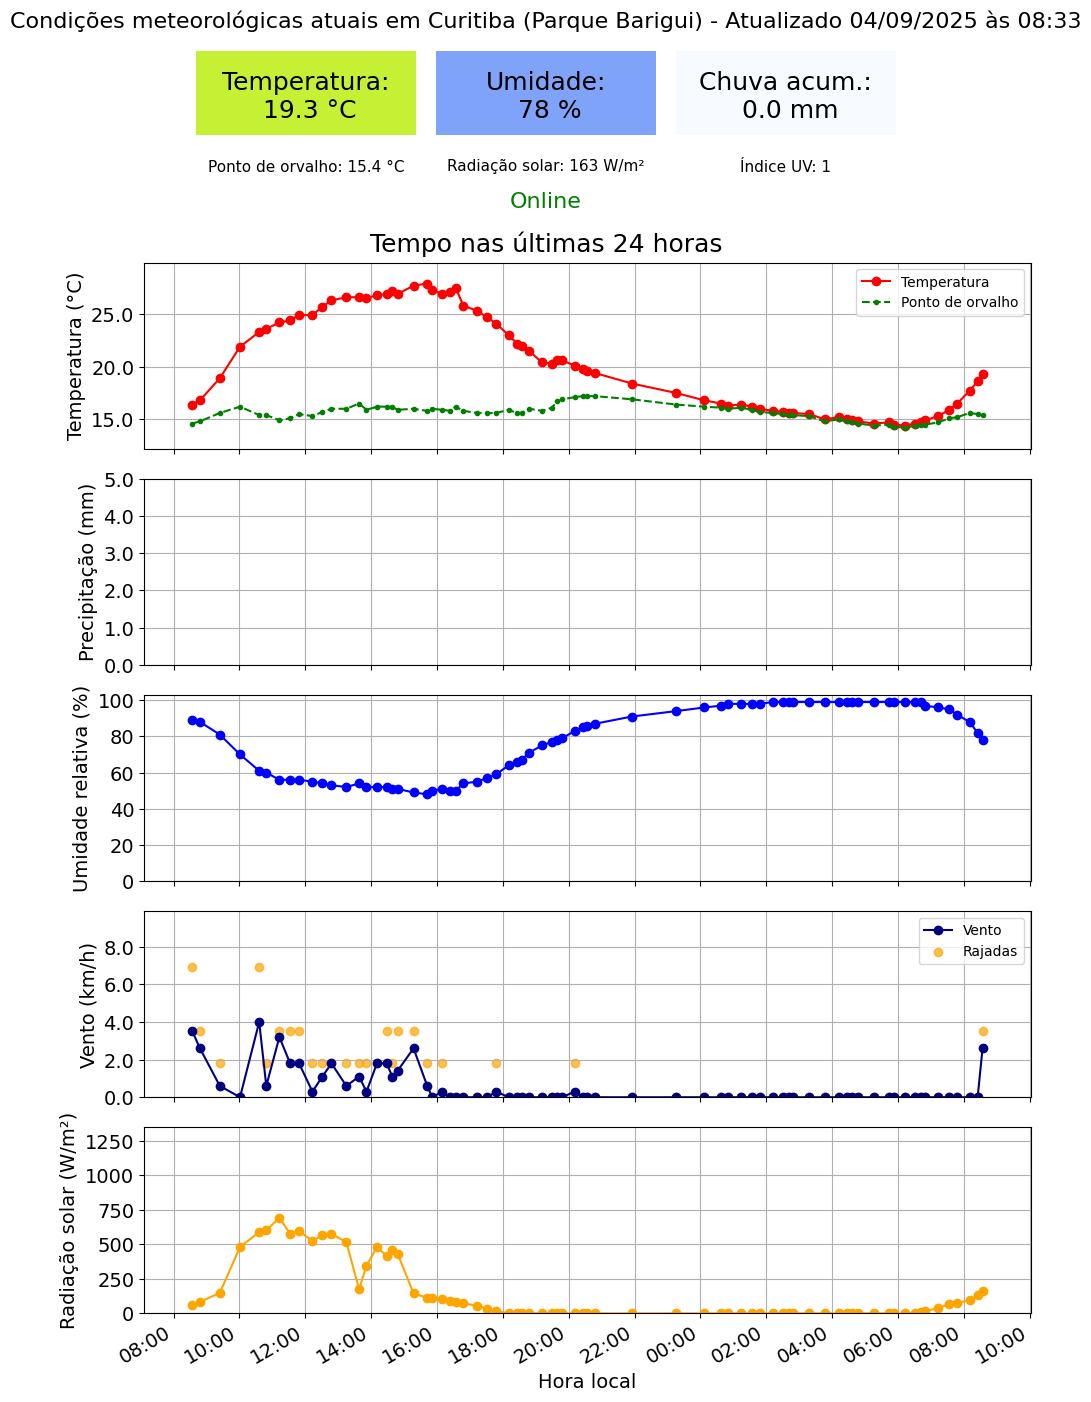 Condições meteorológicas atuais em Curitiba (Parque Barigui) - Atualizado 04/09/2025 às 08:33
Temperatura:
19.3 °C
Umidade:
78 %
Chuva acum.:
0.0 mm
Ponto de orvalho: 15.4 °C
Radiação solar: 163 W/m²
Índice UV: 1
Online
Tempo nas últimas 24 horas
Temperatura (°C)
25.0
20.0
15.0
Temperatura
Ponto de orvalho
Precipitação (mm)
5.0
4.0
3.0
2.0
1.0
0.0
Umidade relativa (%)
100
80
60
40
20
0
Vento (km/h)
8.0
6.0
4.0
2.0
0.0
Vento
Rajadas
Radiação solar (W/m²)
1250
1000
750
500
250
0
08:00
10:00
12:00
14:00
16:00
18:00
20:00
22:00
00:00
02:00
04:00
06:00
08:00
10:00
Hora local